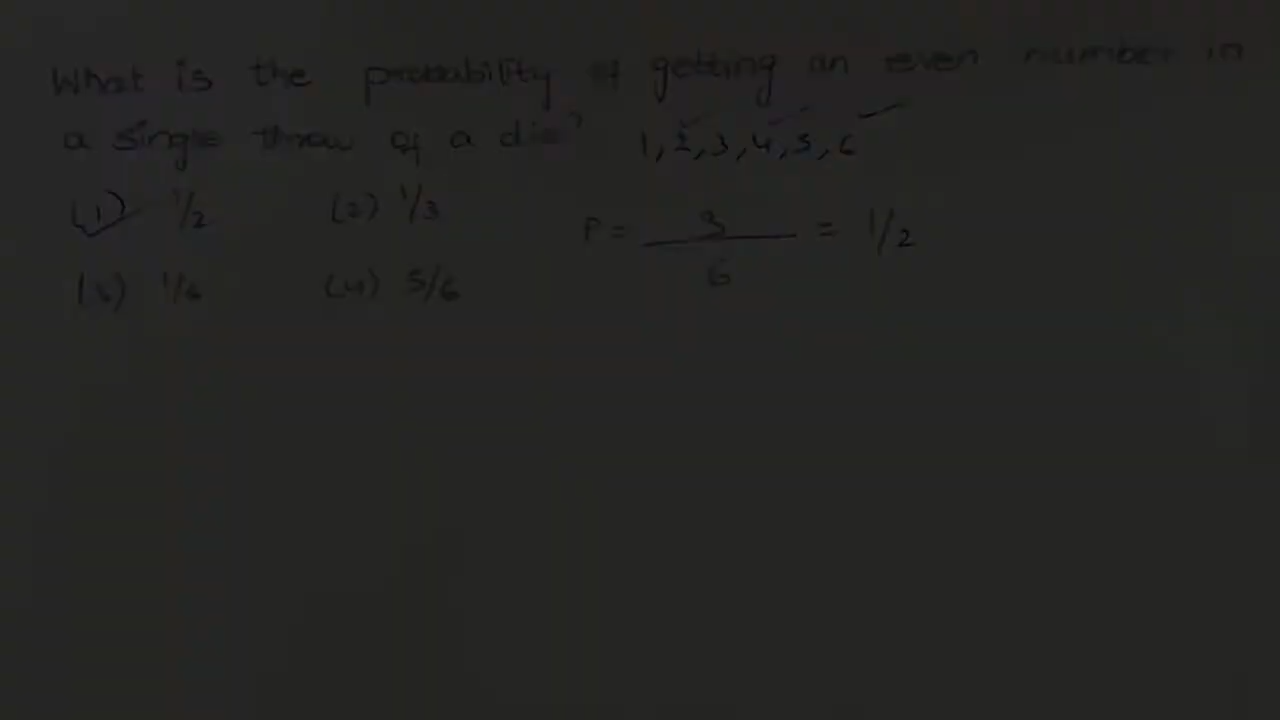 What is the probability of getting an even number in
a single throw of a die? 1, 2, 3, 4, 5, 6
(1) 1/2 (2) 1/3 P = 3/6 = 1/2
(3) 1/6 (4) 5/6